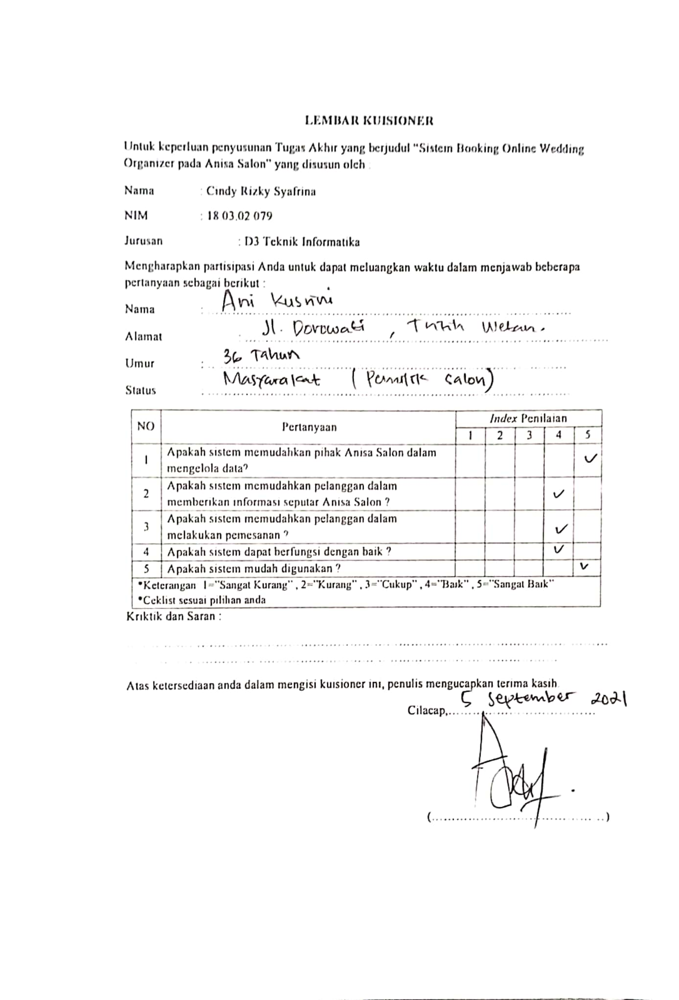 LEMBAR KUISIONER
Untuk keperluan penyusunan Tugas Akhir yang berjudul "Sistem Booking Online Wedding
Organizer pada Anisa Salon" yang disusun oleh :
Nama : Cindy Rizky Syafrina
NIM : 18.03.02.079
Jurusan : D3 Teknik Informatika
Mengharapkan partisipasi Anda untuk dapat meluangkan waktu dalam menjawab beberapa
pertanyaan sebagai berikut :
Nama : Ani Kusrini
Alamat : Jl. Dorowati, Tritih Wetan.
Umur : 36 Tahun
Status : Masyarakat (Pemilik Salon)
NO Pertanyaan Index Penilaian
1 2 3 4 5
1 Apakah sistem memudahkan pihak Anisa Salon dalam
mengelola data? ✓
2 Apakah sistem memudahkan pelanggan dalam
memberikan informasi seputar Anisa Salon ? ✓
3 Apakah sistem memudahkan pelanggan dalam
melakukan pemesanan ? ✓
4 Apakah sistem dapat berfungsi dengan baik ? ✓
5 Apakah sistem mudah digunakan ? ✓
*Keterangan 1="Sangat Kurang" , 2="Kurang" , 3="Cukup" , 4="Baik" , 5="Sangat Baik"
*Ceklist sesuai pilihan anda
Kriktik dan Saran :
Atas ketersediaan anda dalam mengisi kuisioner ini, penulis mengucapkan terima kasih.
Cilacap, 5 September 2021